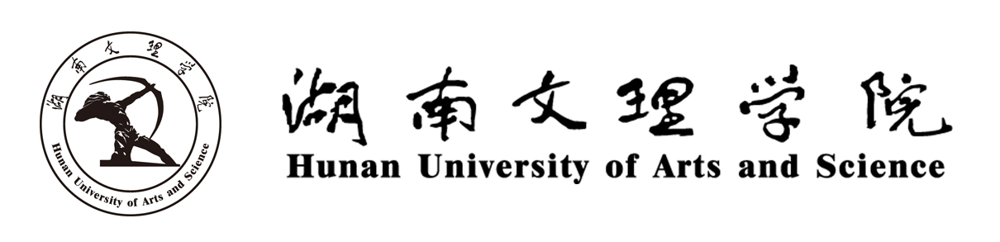 湖南文理学院
Hunan University of Arts and Science
湖南文理学院
Hunan University of Arts and Science